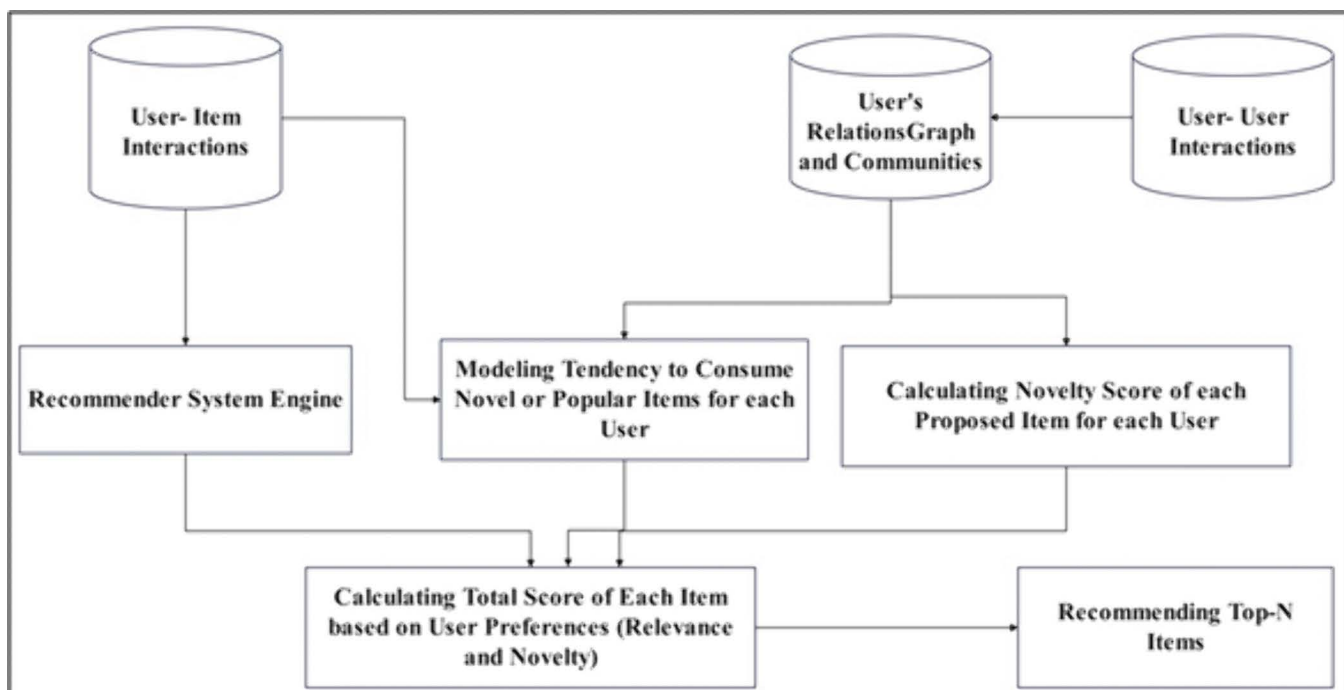 User- Item
Interactions
User's
RelationsGraph
and Communities
User- User
Interactions
Recommender System Engine
Modeling Tendency to Consume
Novel or Popular Items for each
User
Calculating Novelty Score of each
Proposed Item for each User
Calculating Total Score of Each Item
based on User Preferences (Relevance
and Novelty)
Recommending Top-N
Items